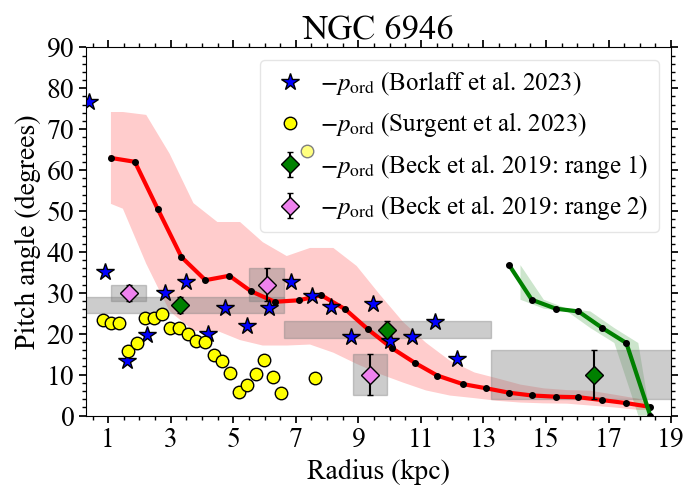 NGC 6946
90
80
70
60
50
40
30
20
10
0
Pitch angle (degrees)
−p_ord (Borlaff et al. 2023)
−p_ord (Surgent et al. 2023)
−p_ord (Beck et al. 2019: range 1)
−p_ord (Beck et al. 2019: range 2)
1 3 5 7 9 11 13 15 17 19
Radius (kpc)